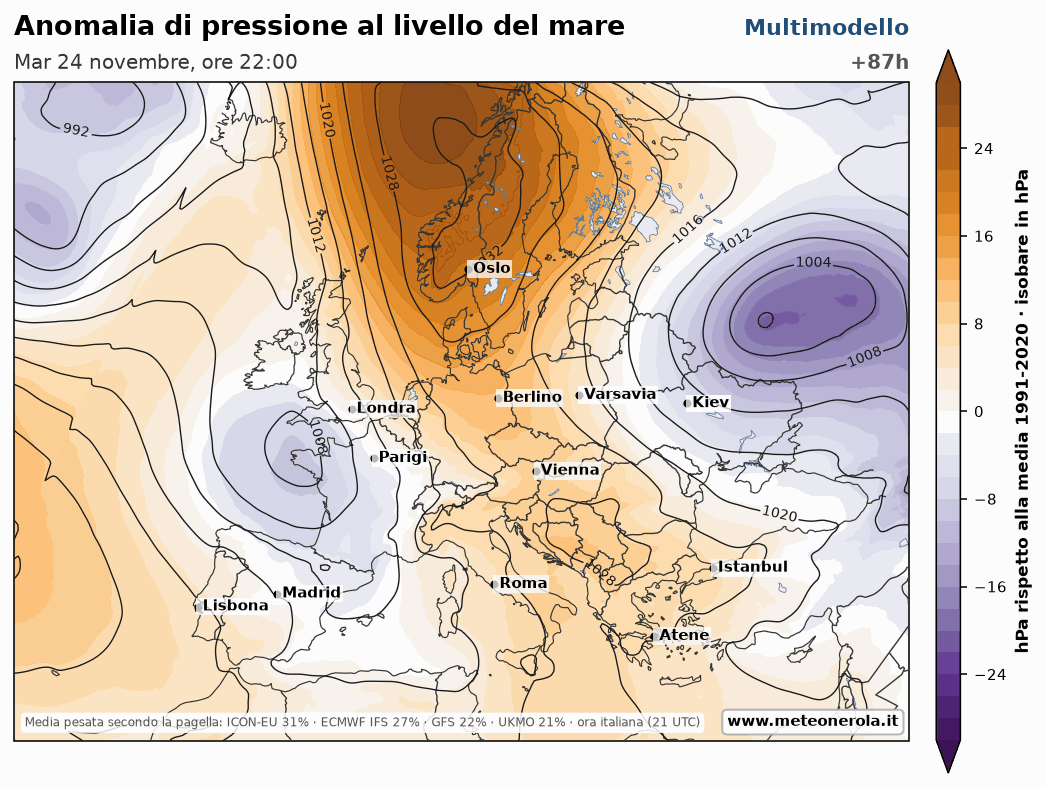 Anomalia di pressione al livello del mare
Multimodello
Mar 24 novembre, ore 22:00
+87h
992
1020
1028
1012
1016
1012
1004
1008
Oslo
Londra
Berlino
Varsavia
Kiev
1008
Parigi
Vienna
1020
1028
Roma
Istanbul
Madrid
Lisbona
Atene
Media pesata secondo la pagella: ICON-EU 31% · ECMWF IFS 27% · GFS 22% · UKMO 21% · ora italiana (21 UTC)
www.meteonerola.it
24
16
8
0
−8
−16
−24
hPa rispetto alla media 1991-2020 · isobare in hPa